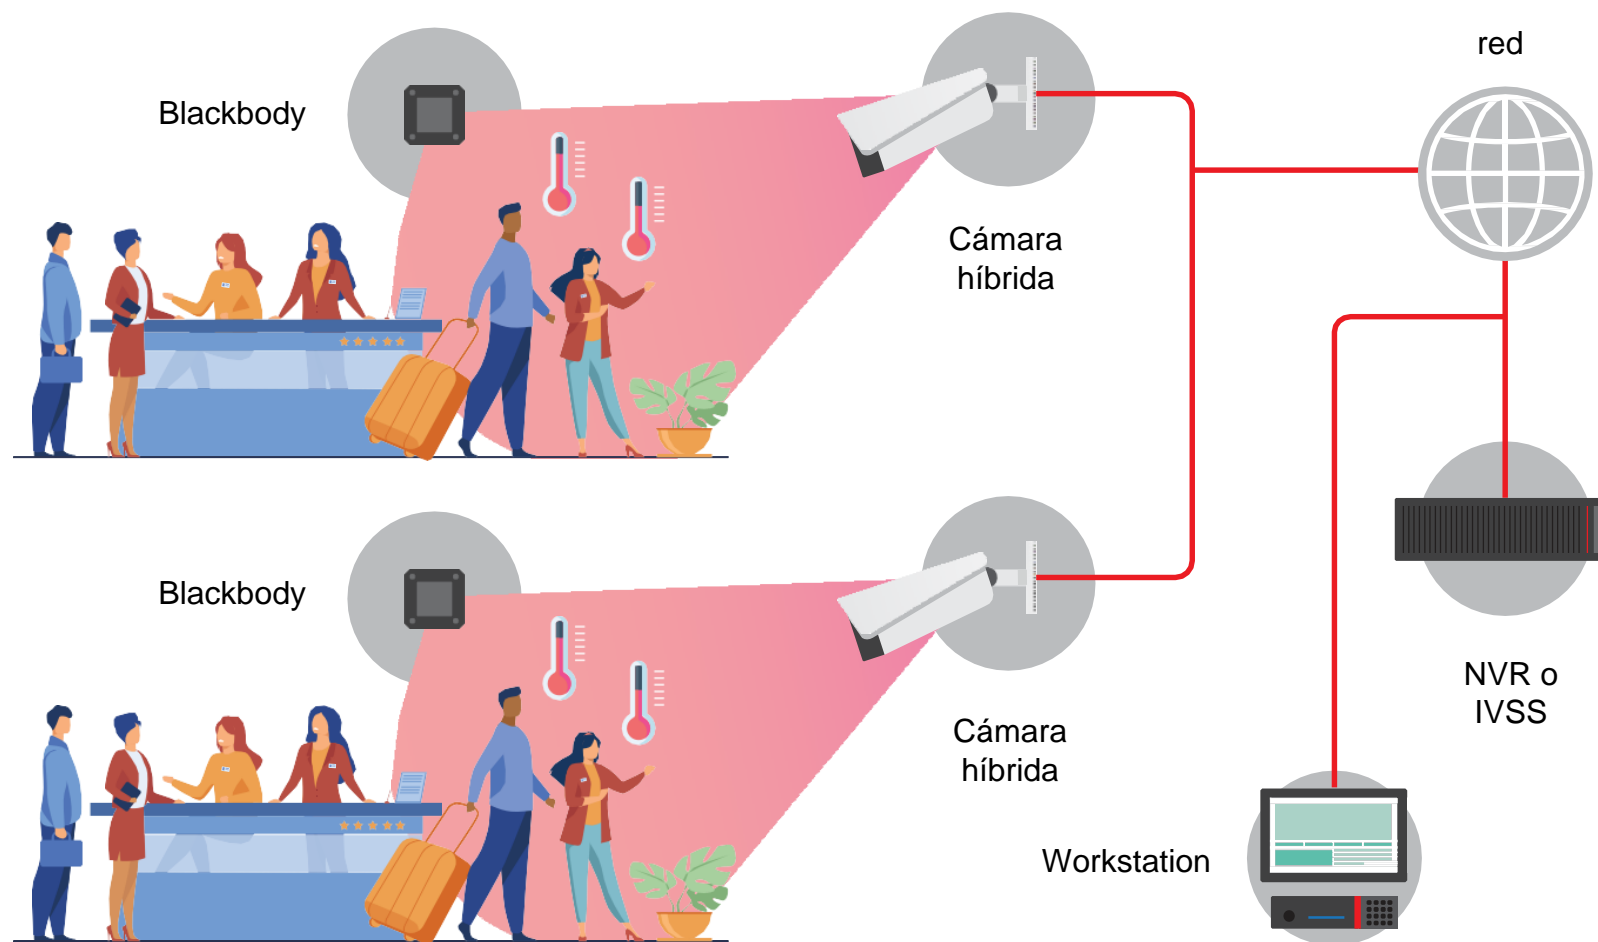 red
Blackbody
Cámara
híbrida
Blackbody
NVR o
IVSS
Cámara
híbrida
Workstation